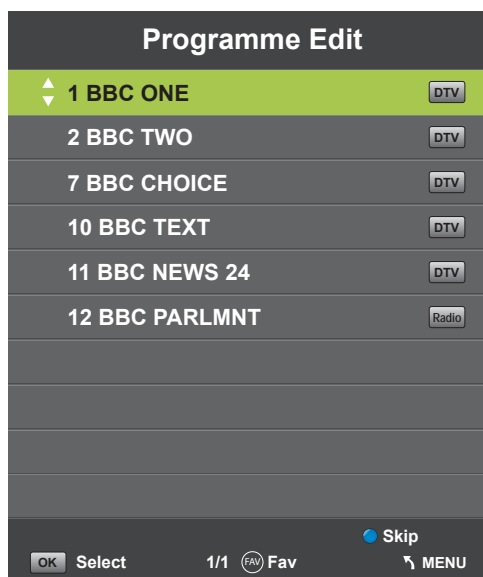 Programme Edit
1 BBC ONE DTV
2 BBC TWO DTV
7 BBC CHOICE DTV
10 BBC TEXT DTV
11 BBC NEWS 24 DTV
12 BBC PARLMNT Radio
Skip
OK Select 1/1 FAV Fav MENU